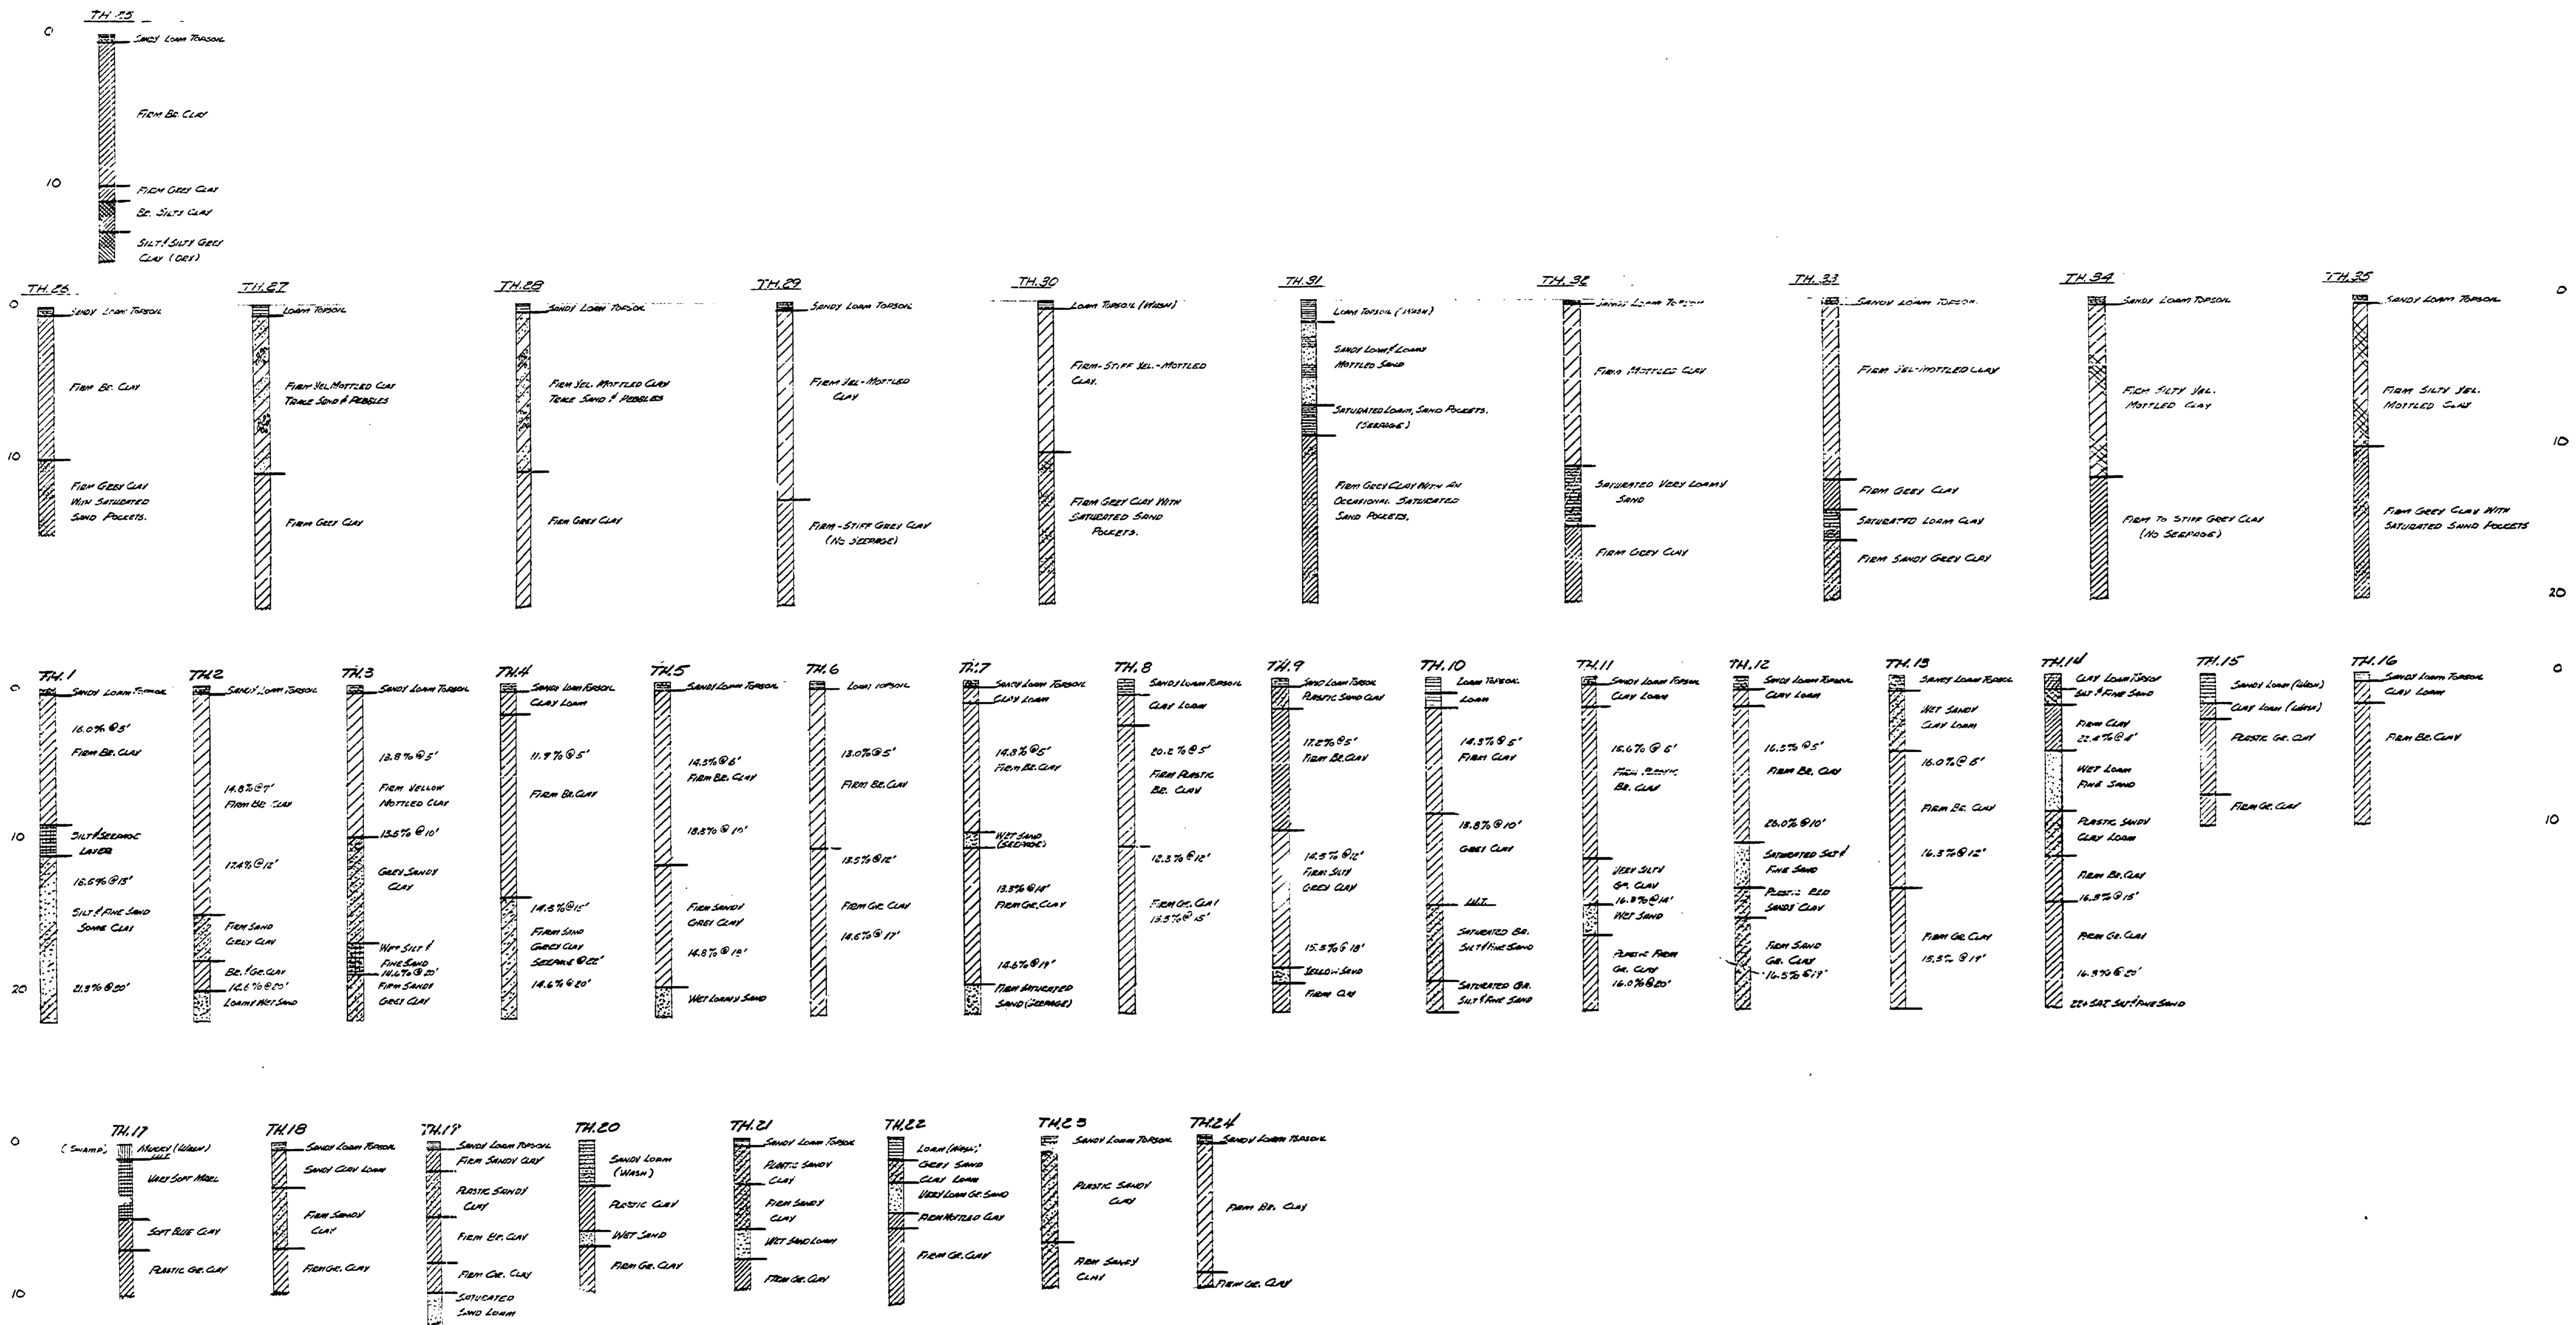 TH.25
0
SANDY LOAM TOPSOIL
FIRM BR. CLAY
10
FIRM GREY CLAY
BR. SILTY CLAY
SILT & SILTY GREY
CLAY (DRY)
TH.26
0
SANDY LOAM TOPSOIL
FIRM BR. CLAY
10
FIRM GREY CLAY
WITH SATURATED
SAND POCKETS.
TH.27
LOAM TOPSOIL
FIRM YEL. MOTTLED CLAY
TRACE SAND & PEBBLES
FIRM GREY CLAY
TH.28
SANDY LOAM TOPSOIL
FIRM YEL. MOTTLED CLAY
TRACE SAND & PEBBLES
FIRM GREY CLAY
TH.29
SANDY LOAM TOPSOIL
FIRM YEL-MOTTLED
CLAY
FIRM-STIFF GREY CLAY
(NO SEEPAGE)
TH.30
LOAM TOPSOIL (WASH)
FIRM-STIFF YEL.-MOTTLED
CLAY.
FIRM GREY CLAY WITH
SATURATED SAND
POCKETS.
TH.31
LOAM TOPSOIL (WASH)
SANDY LOAM & LOAMY
MOTTLED SAND
SATURATED LOAM, SAND POCKETS.
(SEEPAGE)
FIRM GREY CLAY WITH AN
OCCASIONAL SATURATED
SAND POCKETS.
TH.32
SANDY LOAM TOPSOIL
FIRM MOTTLED CLAY
SATURATED VERY LOAMY
SAND
FIRM GREY CLAY
TH.33
SANDY LOAM TOPSOIL.
FIRM YEL-MOTTLED CLAY
FIRM GREY CLAY
SATURATED LOAM CLAY
FIRM SANDY GREY CLAY
TH.34
SANDY LOAM TOPSOIL
FIRM SILTY YEL.
MOTTLED CLAY
FIRM TO STIFF GREY CLAY
(NO SEEPAGE)
TH.35
SANDY LOAM TOPSOIL
FIRM SILTY YEL.
MOTTLED CLAY
FIRM GREY CLAY WITH
SATURATED SAND POCKETS
0
10
20
TH.1
0
SANDY LOAM TOPSOIL
16.0% @ 3'
FIRM BR. CLAY
10
SILT & SEEPAGE
LAYER
16.6% @ 13'
SILT & FINE SAND
SOME CLAY
20
21.3% @ 20'
TH.2
SANDY LOAM TOPSOIL
14.8% @ 7'
FIRM BR. CLAY
17.4% @ 12'
FIRM SAND
GREY CLAY
BR. & GR. CLAY
14.6% @ 20'
LOAMY WET SAND
TH.3
SANDY LOAM TOPSOIL
13.8% @ 5'
FIRM YELLOW
MOTTLED CLAY
13.5% @ 10'
GREY SANDY
CLAY
WET SILT &
FINE SAND
14.6% @ 20'
FIRM SANDY
GREY CLAY
TH.4
SANDY LOAM TOPSOIL
CLAY LOAM
11.9% @ 5'
FIRM BR. CLAY
14.3% @ 15'
FIRM SAND
GREY CLAY
SEEPAGE @ 22'
14.6% @ 20'
TH.5
SANDY LOAM TOPSOIL
14.5% @ 6'
FIRM BR. CLAY
18.3% @ 10'
FIRM SANDY
GREY CLAY
14.8% @ 18'
WET LOAMY SAND
TH.6
LOAM TOPSOIL
13.0% @ 5'
FIRM BR. CLAY
13.5% @ 12'
FIRM GR. CLAY
14.6% @ 17'
TH.7
SANDY LOAM TOPSOIL
CLAY LOAM
14.8% @ 5'
FIRM BR. CLAY
WET SAND
(SEEPAGE)
13.3% @ 14'
FIRM GR. CLAY
14.6% @ 19'
FIRM SATURATED
SAND (SEEPAGE)
TH.8
SANDY LOAM TOPSOIL
CLAY LOAM
20.2% @ 5'
FIRM PLASTIC
BR. CLAY
12.3% @ 12'
FIRM GR. CLAY
13.3% @ 15'
TH.9
SAND LOAM TOPSOIL
PLASTIC SAND CLAY
17.2% @ 5'
FIRM BR. CLAY
14.5% @ 12'
FIRM SILTY
GREY CLAY
15.3% @ 18'
YELLOW SAND
FIRM CLAY
TH.10
LOAM TOPSOIL
LOAM
14.3% @ 5'
FIRM CLAY
13.8% @ 10'
GREY CLAY
W.T.
SATURATED BR.
SILT & FINE SAND
SATURATED GR.
SILT & FINE SAND
TH.11
SANDY LOAM TOPSOIL
CLAY LOAM
15.6% @ 5'
FIRM PLASTIC
BR. CLAY
VERY SILTY
GR. CLAY
16.3% @ 14'
WET SAND
PLASTIC FIRM
GR. CLAY
16.0% @ 20'
TH.12
SANDY LOAM TOPSOIL
CLAY LOAM
16.5% @ 5'
FIRM BR. CLAY
25.0% @ 10'
SATURATED SILT &
FINE SAND
PLASTIC RED
SANDY CLAY
FIRM SAND
GR. CLAY
16.5% @ 19'
TH.13
SANDY LOAM TOPSOIL
WET SANDY
CLAY LOAM
16.0% @ 6'
FIRM BR. CLAY
16.3% @ 12'
FIRM GR. CLAY
15.3% @ 19'
TH.14
CLAY LOAM TOPSOIL
SILT & FINE SAND
FIRM CLAY
22.4% @ 4'
WET LOAM
FINE SAND
PLASTIC SANDY
CLAY LOAM
FIRM BR. CLAY
16.3% @ 15'
FIRM GR. CLAY
16.3% @ 20'
22+ SAT. SILT & FINE SAND
TH.15
SANDY LOAM (WASH)
CLAY LOAM (WASH)
PLASTIC GR. CLAY
FIRM GR. CLAY
TH.16
SANDY LOAM TOPSOIL
CLAY LOAM
FIRM BR. CLAY
0
10
TH.17
0
(SWAMP)
MUCKY (WASH)
SILT
VERY SOFT MARL
SOFT BLUE CLAY
PLASTIC GR. CLAY
10
TH.18
SANDY LOAM TOPSOIL
SANDY CLAY LOAM
FIRM SANDY
CLAY
FIRM GR. CLAY
TH.19
SANDY LOAM TOPSOIL
FIRM SANDY CLAY
PLASTIC SANDY
CLAY
FIRM BR. CLAY
FIRM GR. CLAY
SATURATED
SAND LOAM
TH.20
SANDY LOAM
(WASH)
PLASTIC CLAY
WET SAND
FIRM GR. CLAY
TH.21
SANDY LOAM TOPSOIL
PLASTIC SANDY
CLAY
FIRM SANDY
CLAY
WET SAND LOAM
FIRM GR. CLAY
TH.22
LOAM (WASH)
GREY SAND
CLAY LOAM
VERY LOAM GR. SAND
FIRM MOTTLED CLAY
FIRM GR. CLAY
TH.23
SANDY LOAM TOPSOIL
PLASTIC SANDY
CLAY
FIRM SANDY
CLAY
TH.24
SANDY LOAM TOPSOIL
FIRM BR. CLAY
FIRM GR. CLAY